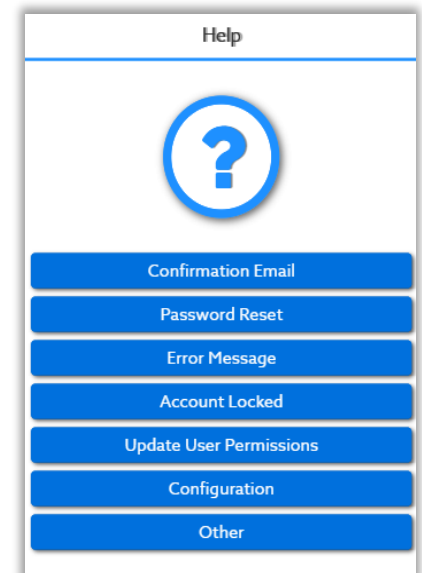 Help
?
Confirmation Email
Password Reset
Error Message
Account Locked
Update User Permissions
Configuration
Other